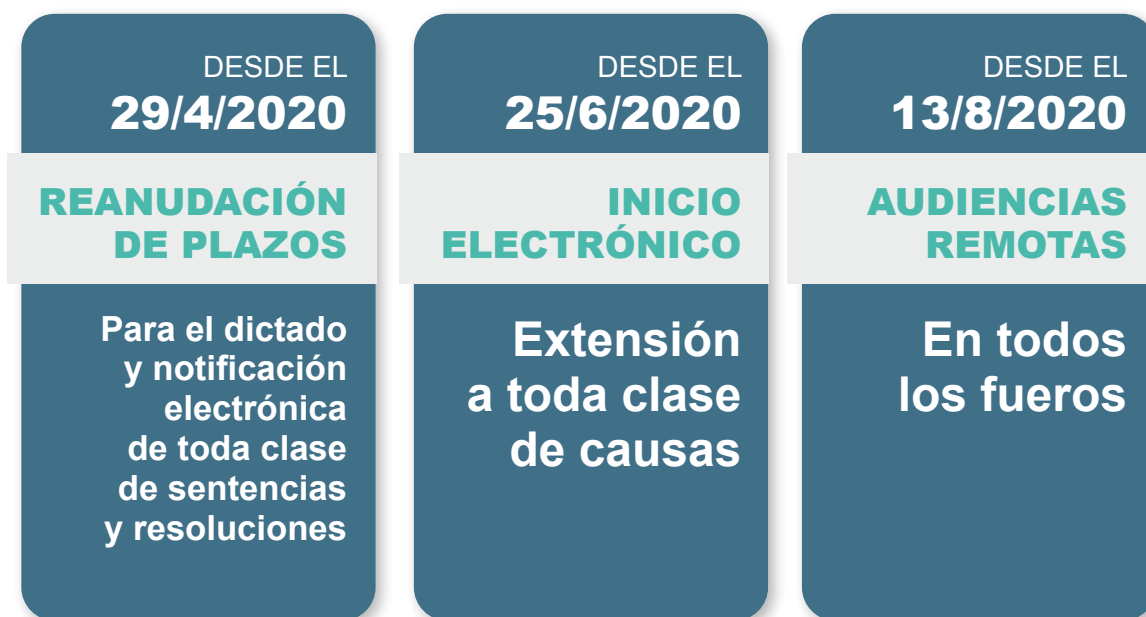 DESDE EL
29/4/2020
REANUDACIÓN
DE PLAZOS
Para el dictado
y notificación
electrónica
de toda clase
de sentencias
y resoluciones
DESDE EL
25/6/2020
INICIO
ELECTRÓNICO
Extensión
a toda clase
de causas
DESDE EL
13/8/2020
AUDIENCIAS
REMOTAS
En todos
los fueros